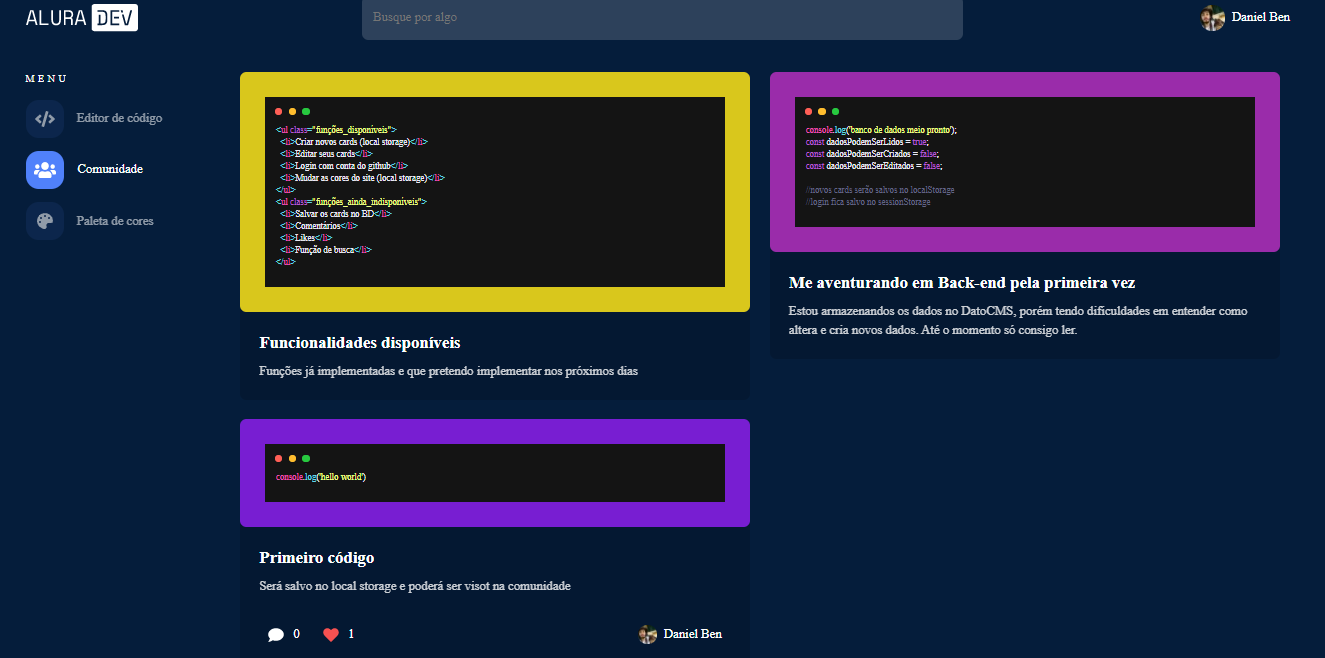 ALURA DEV
Busque por algo
Daniel Ben
MENU
Editor de código
Comunidade
Paleta de cores
<ul class="funções_disponíveis">
<li>Criar novos cards (local storage)</li>
<li>Editar seus cards</li>
<li>Login com conta do github</li>
<li>Mudar as cores do site (local storage)</li>
</ul>
<ul class="funções_ainda_indisponíveis">
<li>Salvar os cards no BD</li>
<li>Comentários</li>
<li>Likes</li>
<li>Função de busca</li>
</ul>
Funcionalidades disponíveis
Funções já implementadas e que pretendo implementar nos próximos dias
console.log('banco de dados meio pronto');
const dadosPodemSerLidos = true;
const dadosPodemSerCriados = false;
const dadosPodemSerEditados = false;
//novos cards serão salvos no localStorage
//login fica salvo no sessionStorage
Me aventurando em Back-end pela primeira vez
Estou armazenandos os dados no DatoCMS, porém tendo dificuldades em entender como
altera e cria novos dados. Até o momento só consigo ler.
console.log('hello world')
Primeiro código
Será salvo no local storage e poderá ser visot na comunidade
0
1
Daniel Ben